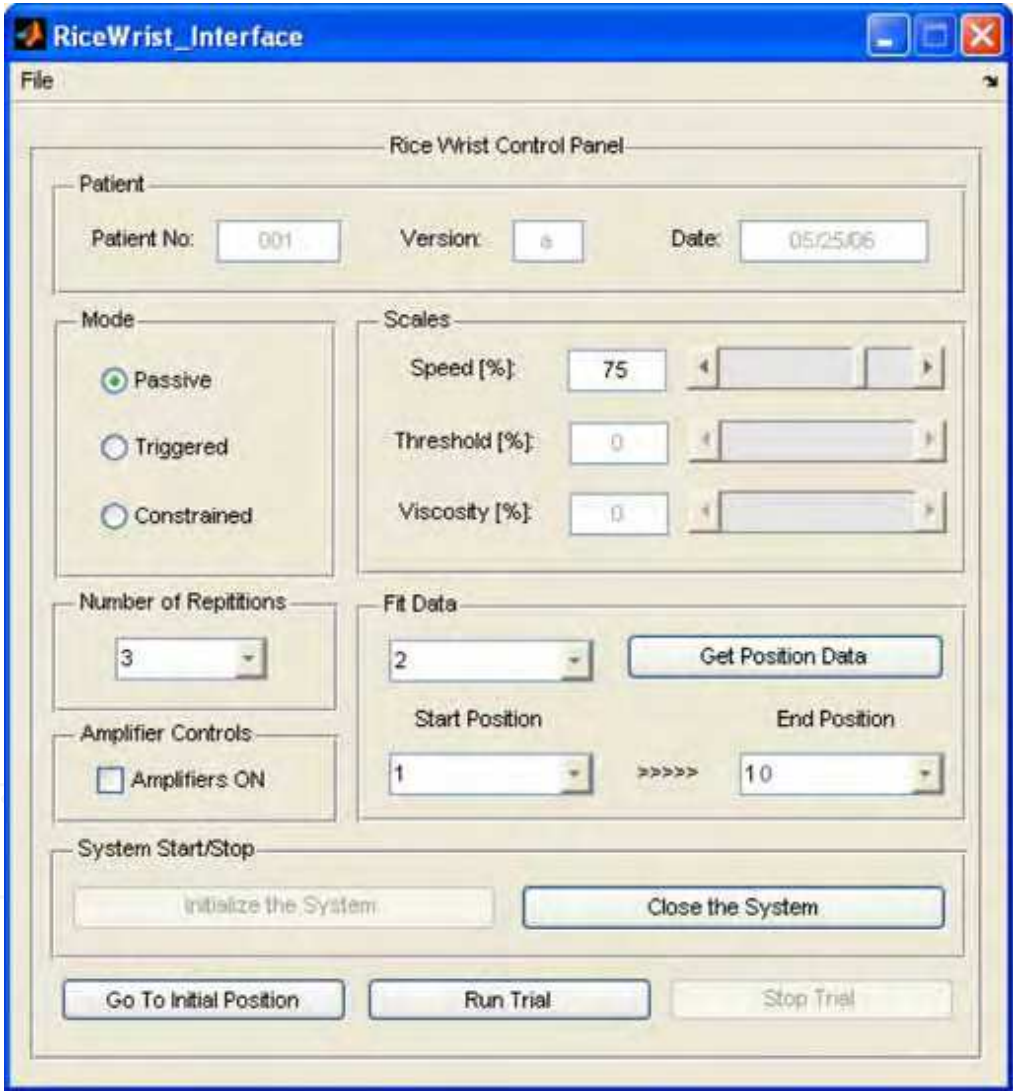 RiceWrist_Interface
File
Rice Wrist Control Panel
Patient
Patient No: 001 Version: a Date: 05/25/06
Mode
Passive
Triggered
Constrained
Scales
Speed [%]: 75
Threshold [%]: 0
Viscosity [%]: 0
Number of Repititions
3
Fit Data
2 Get Position Data
Start Position End Position
1 >>>>> 10
Amplifier Controls
Amplifiers ON
System Start/Stop
Initialize the System Close the System
Go To Initial Position Run Trial Stop Trial